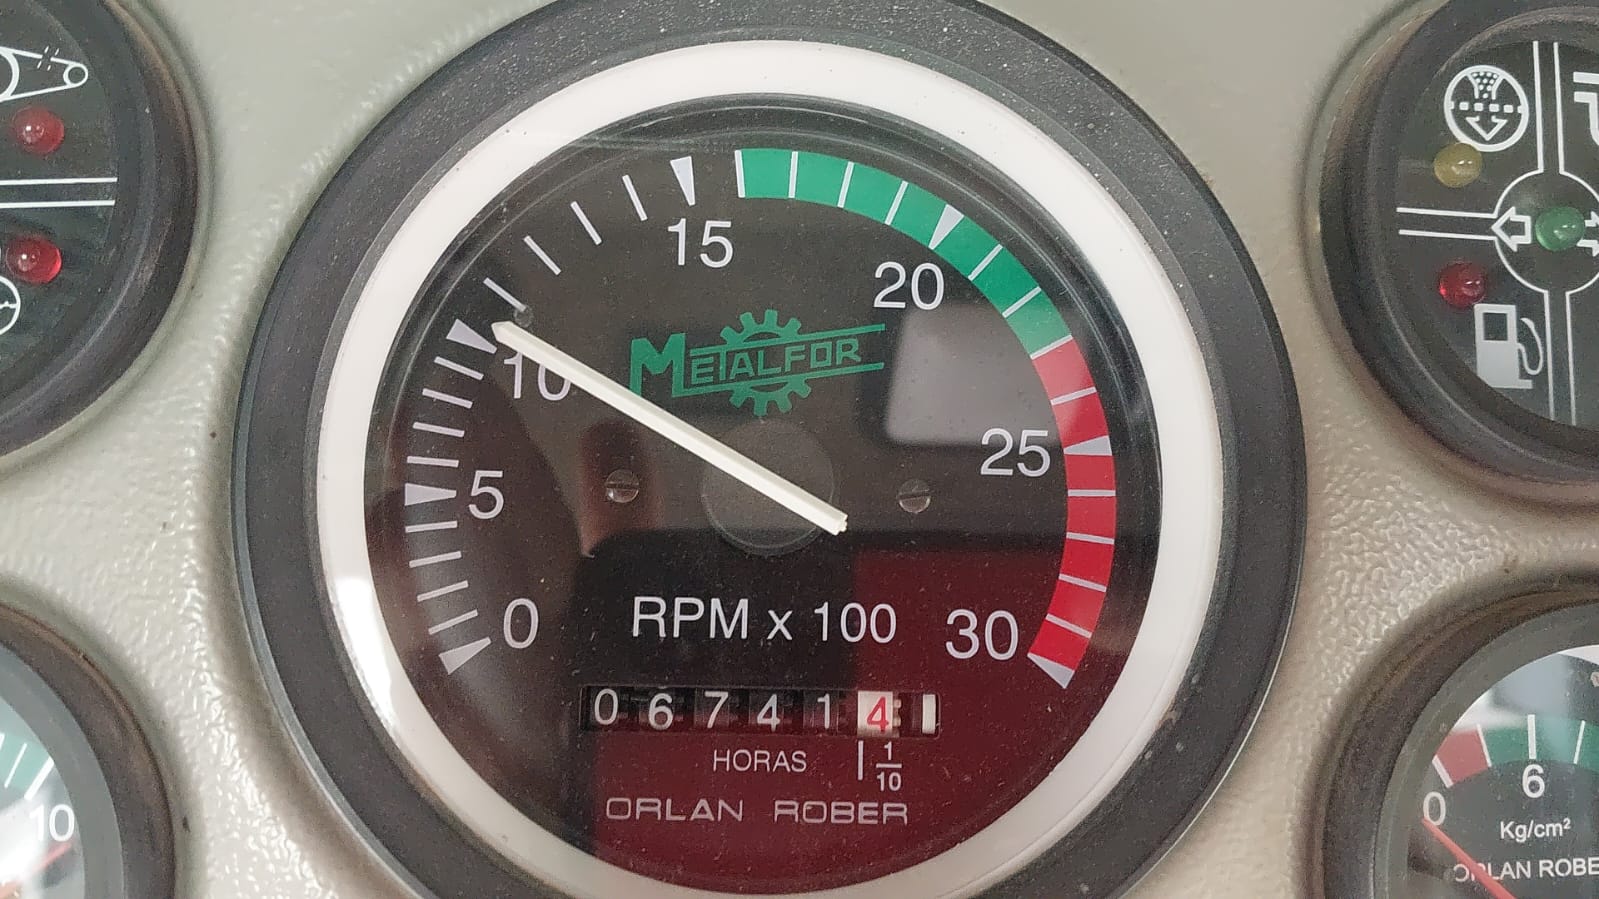 15
20
METALFOR
10
25
5
0
RPM x 100
30
067414
HORAS
1/10
ORLAN ROBER
10
0
6
Kg/cm²
ORLAN ROBE